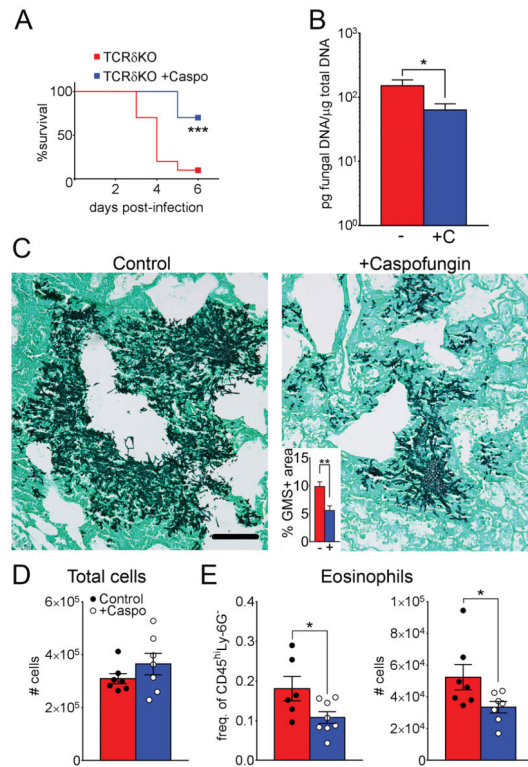 A
TCRδKO
TCRδKO +Caspo
%survival
100
50
0
2
4
6
***
days post-infection
B
pg fungal DNA/µg total DNA
10³
10²
10¹
10⁰
*
-
+C
C
Control
+Caspofungin
% GMS+ area
15
10
5
0
**
-
+
D
Total cells
Control
+Caspo
# cells
6×10⁵
4×10⁵
2×10⁵
E
Eosinophils
freq. of CD45ʰⁱLy-6G⁻
0.4
0.3
0.2
0.1
0.0
*
# cells
1×10⁵
8×10⁴
6×10⁴
4×10⁴
2×10⁴
0
*